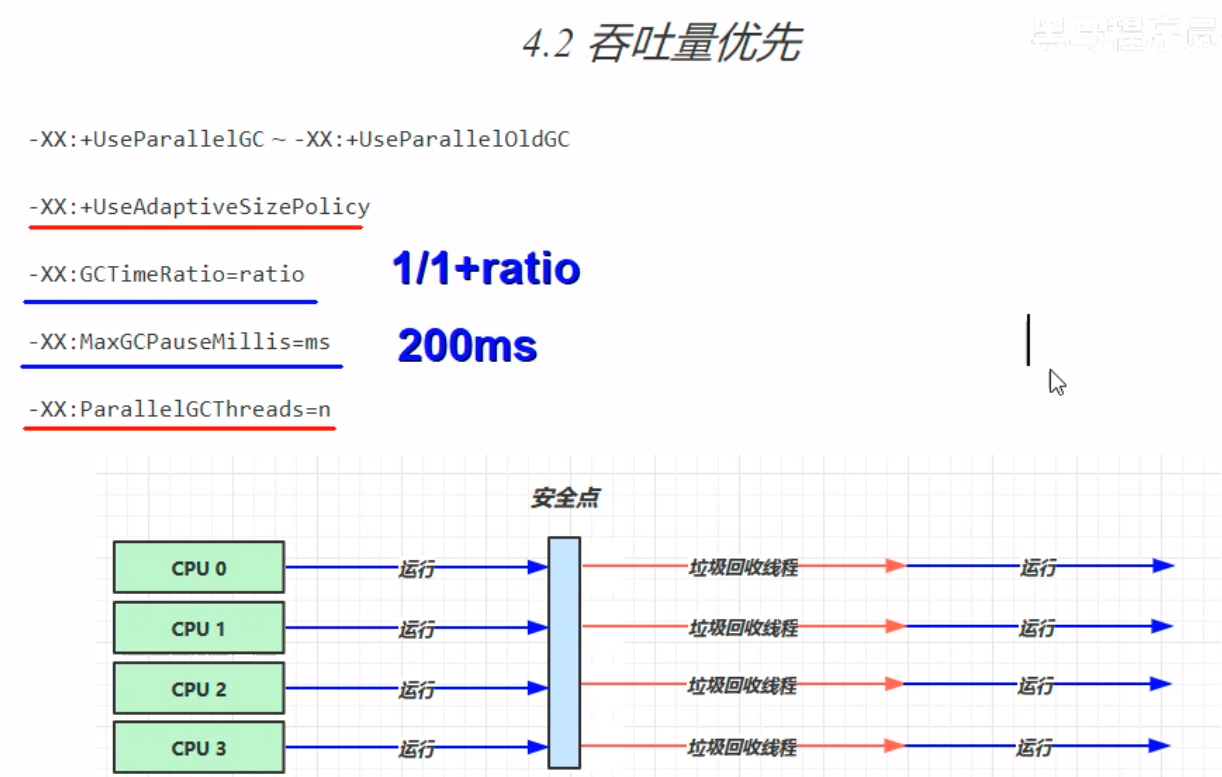 黑马程序员
4.2 吞吐量优先
-XX:+UseParallelGC ~ -XX:+UseParallelOldGC
-XX:+UseAdaptiveSizePolicy
-XX:GCTimeRatio=ratio 1/1+ratio
-XX:MaxGCPauseMillis=ms 200ms
-XX:ParallelGCThreads=n
安全点
CPU 0 运行 垃圾回收线程 运行
CPU 1 运行 垃圾回收线程 运行
CPU 2 运行 垃圾回收线程 运行
CPU 3 运行 垃圾回收线程 运行